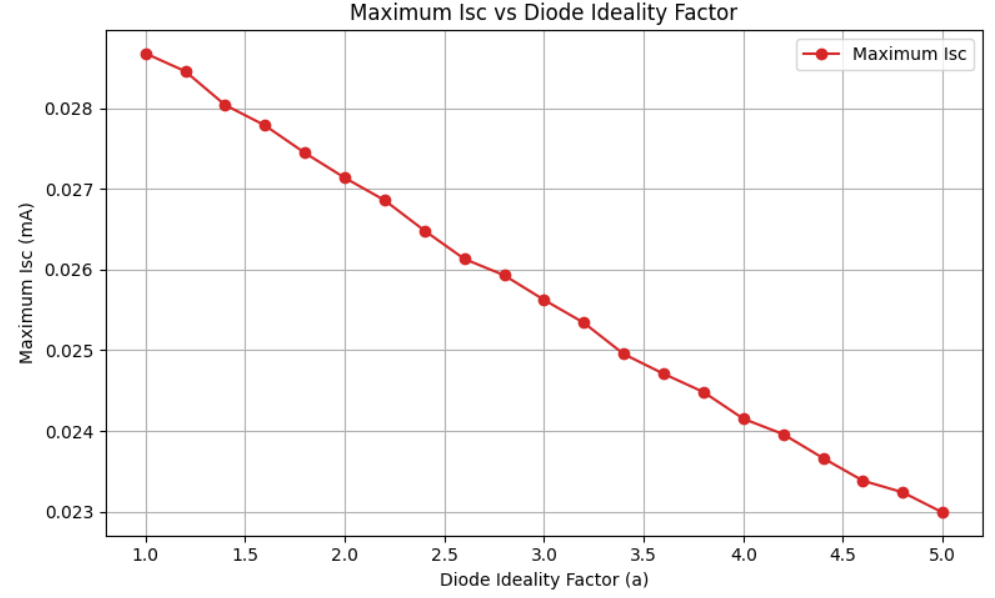 Maximum Isc vs Diode Ideality Factor
Maximum Isc
Maximum Isc (mA)
0.028
0.027
0.026
0.025
0.024
0.023
1.0 1.5 2.0 2.5 3.0 3.5 4.0 4.5 5.0
Diode Ideality Factor (a)